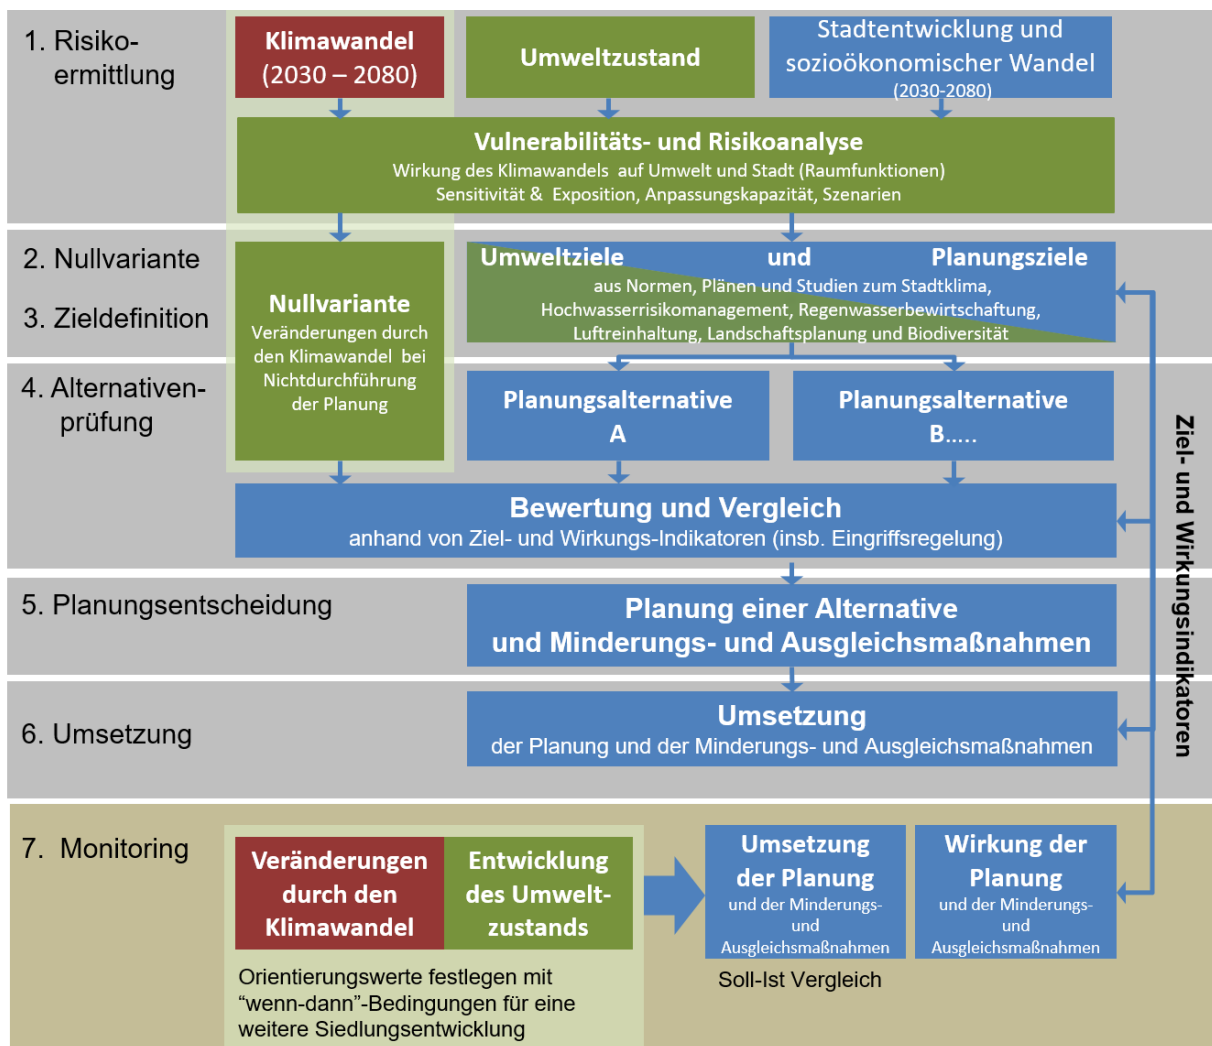 1. Risiko-
ermittlung
Klimawandel
(2030 – 2080)
Umweltzustand
Stadtentwicklung und
sozioökonomischer Wandel
(2030-2080)
Vulnerabilitäts- und Risikoanalyse
Wirkung des Klimawandels auf Umwelt und Stadt (Raumfunktionen)
Sensitivität & Exposition, Anpassungskapazität, Szenarien
2. Nullvariante
3. Zieldefinition
Nullvariante
Veränderungen durch
den Klimawandel bei
Nichtdurchführung
der Planung
Umweltziele und Planungsziele
aus Normen, Plänen und Studien zum Stadtklima,
Hochwasserrisikomanagement, Regenwasserbewirtschaftung,
Luftreinhaltung, Landschaftsplanung und Biodiversität
4. Alternativen-
prüfung
Planungsalternative
A
Planungsalternative
B.....
Bewertung und Vergleich
anhand von Ziel- und Wirkungs-Indikatoren (insb. Eingriffsregelung)
Ziel- und Wirkungsindikatoren
5. Planungsentscheidung
Planung einer Alternative
und Minderungs- und Ausgleichsmaßnahmen
6. Umsetzung
Umsetzung
der Planung und der Minderungs- und Ausgleichsmaßnahmen
7. Monitoring
Veränderungen
durch den
Klimawandel
Entwicklung
des Umwelt-
zustands
Orientierungswerte festlegen mit
“wenn-dann”-Bedingungen für eine
weitere Siedlungsentwicklung
Umsetzung
der Planung
und der Minderungs-
und
Ausgleichsmaßnahmen
Wirkung der
Planung
und der Minderungs-
und
Ausgleichsmaßnahmen
Soll-Ist Vergleich